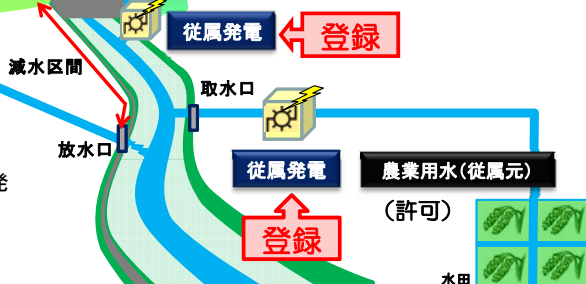 従属発電
登録
減水区間
取水口
放水口
従属発電
農業用水（従属元）
発
（許可）
登録
水田